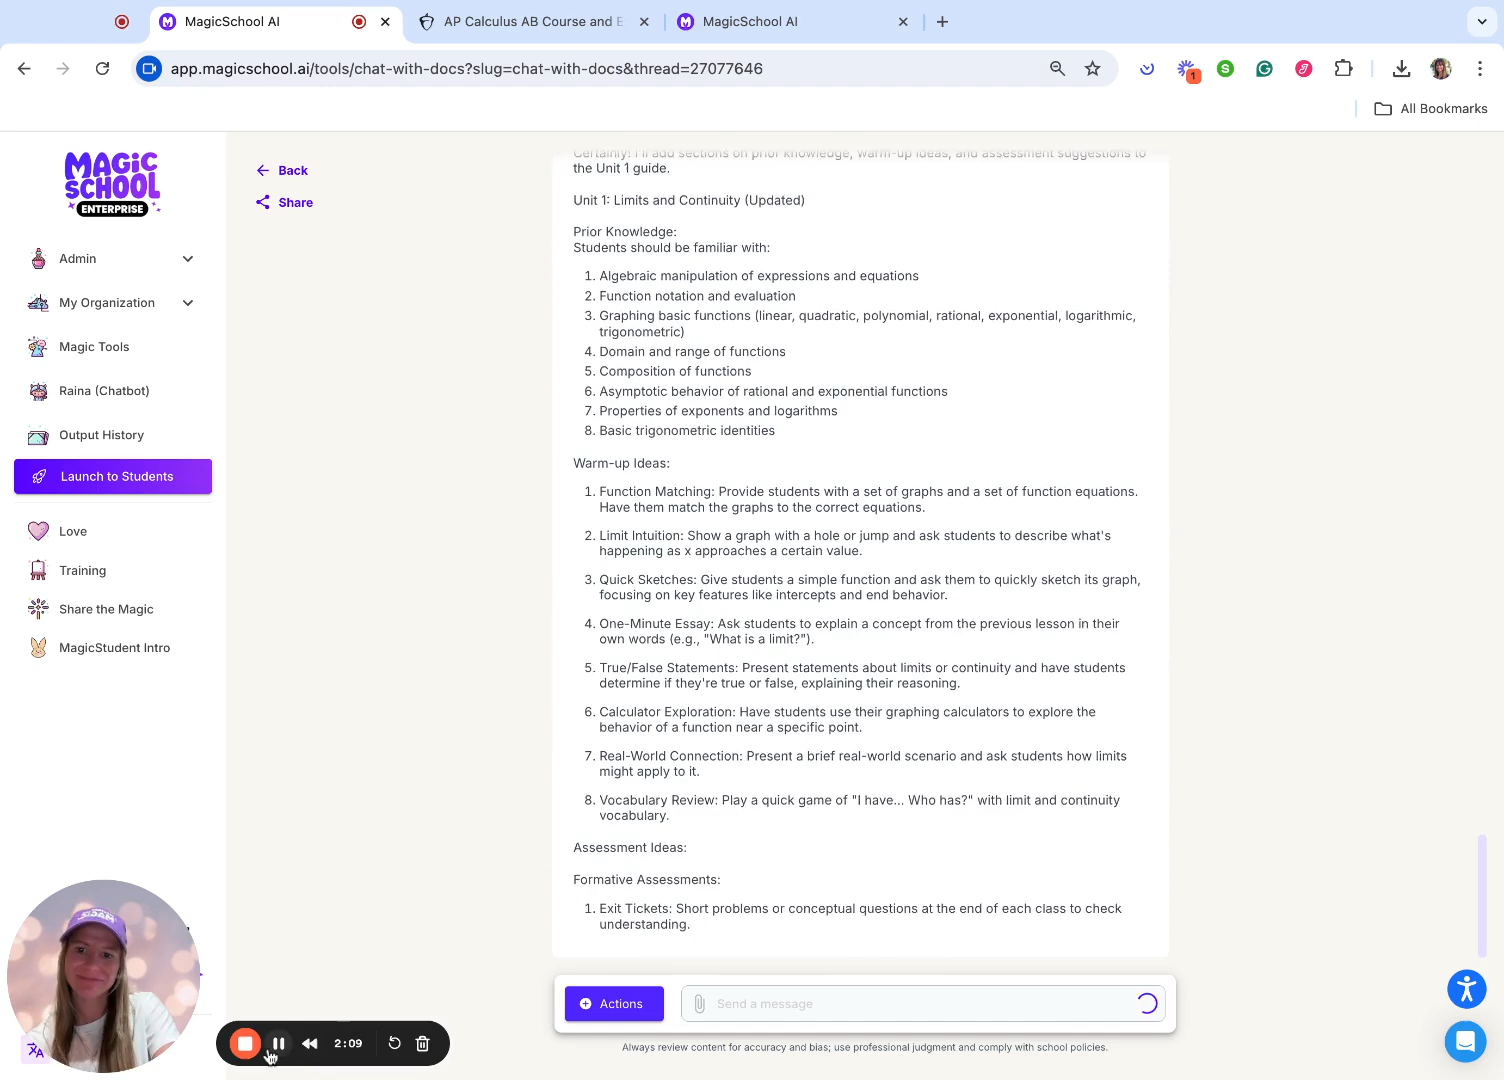 MagicSchool AI
AP Calculus AB Course and E
MagicSchool AI
app.magicschool.ai/tools/chat-with-docs?slug=chat-with-docs&thread=27077646
1
S
All Bookmarks
MAGIC
SCHOOL
ENTERPRISE
Admin
My Organization
Magic Tools
Raina (Chatbot)
Output History
Launch to Students
Love
Training
Share the Magic
MagicStudent Intro
Back
Share
Certainly! I'll add sections on prior knowledge, warm-up ideas, and assessment suggestions to
the Unit 1 guide.
Unit 1: Limits and Continuity (Updated)
Prior Knowledge:
Students should be familiar with:
1. Algebraic manipulation of expressions and equations
2. Function notation and evaluation
3. Graphing basic functions (linear, quadratic, polynomial, rational, exponential, logarithmic,
trigonometric)
4. Domain and range of functions
5. Composition of functions
6. Asymptotic behavior of rational and exponential functions
7. Properties of exponents and logarithms
8. Basic trigonometric identities
Warm-up Ideas:
1. Function Matching: Provide students with a set of graphs and a set of function equations.
Have them match the graphs to the correct equations.
2. Limit Intuition: Show a graph with a hole or jump and ask students to describe what's
happening as x approaches a certain value.
3. Quick Sketches: Give students a simple function and ask them to quickly sketch its graph,
focusing on key features like intercepts and end behavior.
4. One-Minute Essay: Ask students to explain a concept from the previous lesson in their
own words (e.g., "What is a limit?").
5. True/False Statements: Present statements about limits or continuity and have students
determine if they're true or false, explaining their reasoning.
6. Calculator Exploration: Have students use their graphing calculators to explore the
behavior of a function near a specific point.
7. Real-World Connection: Present a brief real-world scenario and ask students how limits
might apply to it.
8. Vocabulary Review: Play a quick game of "I have... Who has?" with limit and continuity
vocabulary.
Assessment Ideas:
Formative Assessments:
1. Exit Tickets: Short problems or conceptual questions at the end of each class to check
understanding.
Actions
Send a message
2:09
Always review content for accuracy and bias; use professional judgment and comply with school policies.